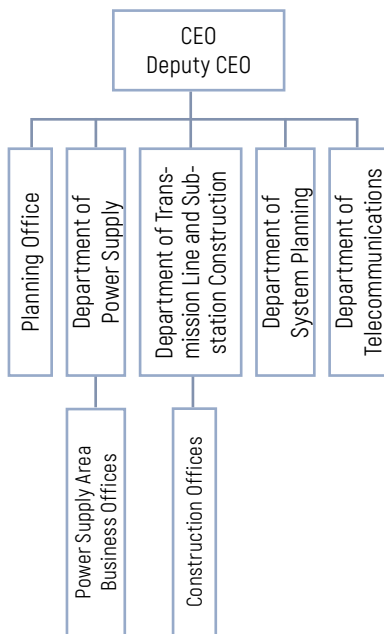 CEO
Deputy CEO
Planning Office
Department of
Power Supply
Department of Trans-
mission Line and Sub-
station Construction
Department of
System Planning
Department of
Telecommunications
Power Supply Area
Business Offices
Construction Offices